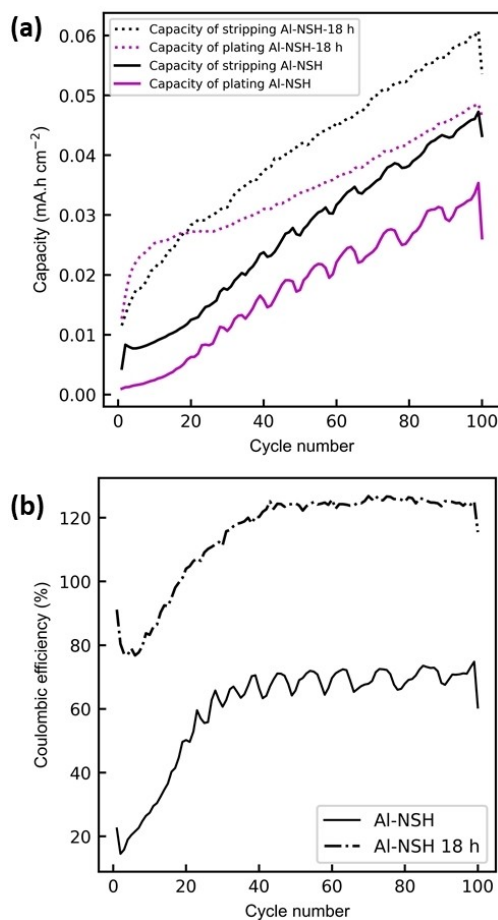 (a)
Capacity of stripping Al-NSH-18 h
Capacity of plating Al-NSH-18 h
Capacity of stripping Al-NSH
Capacity of plating Al-NSH
Capacity (mA.h cm⁻²)
0.06
0.05
0.04
0.03
0.02
0.01
0.00
0 20 40 60 80 100
Cycle number
(b)
Coulombic efficiency (%)
120
100
80
60
40
20
Al-NSH
Al-NSH 18 h
0 20 40 60 80 100
Cycle number